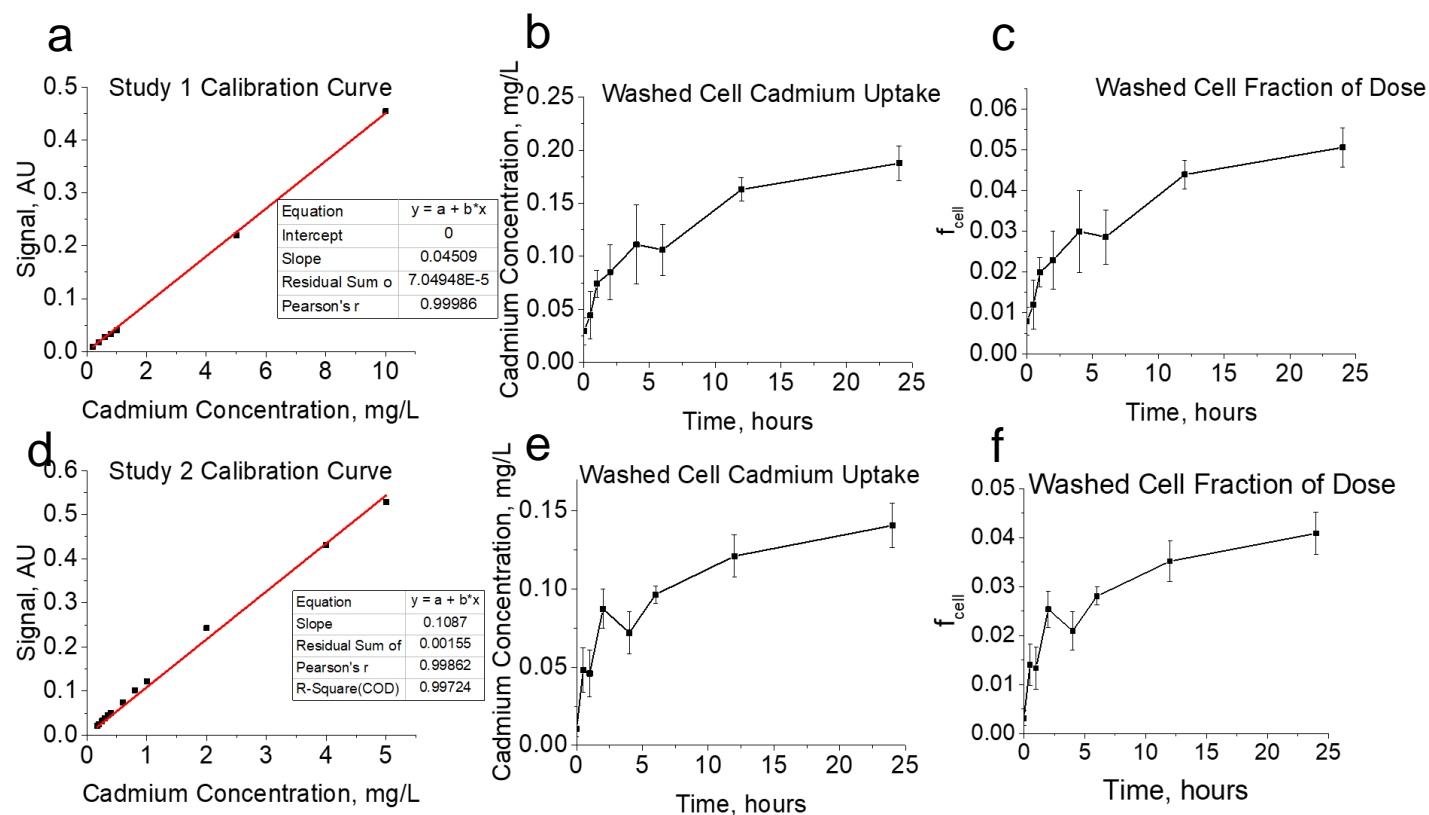 a
Study 1 Calibration Curve
0.5
0.4
0.3
0.2
0.1
0.0
Signal, AU
Equation y = a + b*x
Intercept 0
Slope 0.04509
Residual Sum o 7.04948E-5
Pearson's r 0.99986
0 2 4 6 8 10
Cadmium Concentration, mg/L
b
Washed Cell Cadmium Uptake
0.25
0.20
0.15
0.10
0.05
0.00
Cadmium Concentration, mg/L
0 5 10 15 20 25
Time, hours
c
Washed Cell Fraction of Dose
0.06
0.05
0.04
0.03
0.02
0.01
0.00
fcell
0 5 10 15 20 25
Time, hours
d
Study 2 Calibration Curve
0.6
0.5
0.4
0.3
0.2
0.1
0.0
Signal, AU
Equation y = a + b*x
Slope 0.1087
Residual Sum of 0.00155
Pearson's r 0.99862
R-Square(COD) 0.99724
0 1 2 3 4 5
Cadmium Concentration, mg/L
e
Washed Cell Cadmium Uptake
0.15
0.10
0.05
0.00
Cadmium Concentration, mg/L
0 5 10 15 20 25
Time, hours
f
Washed Cell Fraction of Dose
0.05
0.04
0.03
0.02
0.01
0.00
fcell
0 5 10 15 20 25
Time, hours